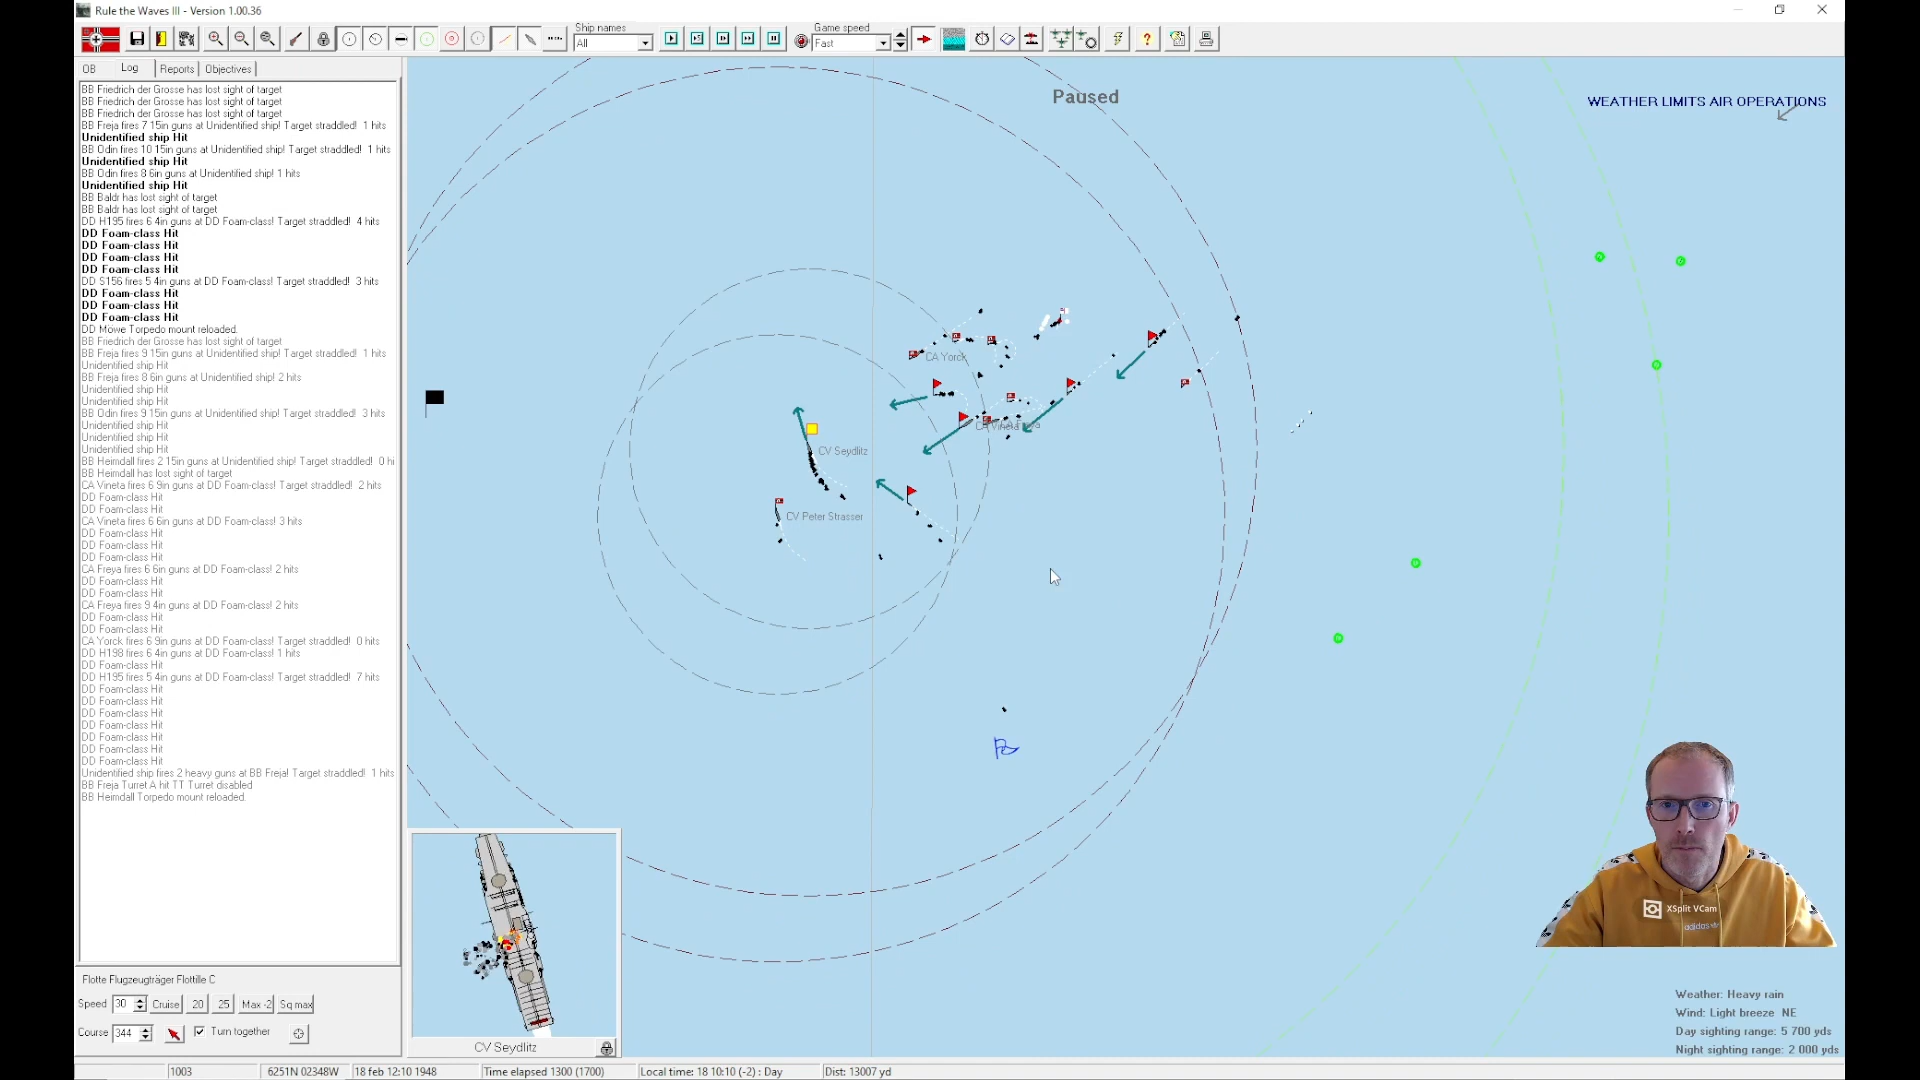 Rule the Waves III - Version 1.00.36
Ship names
All
Game speed
Fast
OB
Log
Reports
Objectives
BB Friedrich der Grosse has lost sight of target
BB Friedrich der Grosse has lost sight of target
BB Friedrich der Grosse has lost sight of target
BB Freja fires 7 15in guns at Unidentified ship! Target straddled!  1 hits
Unidentified ship Hit
BB Odin fires 10 15in guns at Unidentified ship! Target straddled!  1 hits
Unidentified ship Hit
BB Odin fires 8 6in guns at Unidentified ship! 1 hits
Unidentified ship Hit
BB Baldr has lost sight of target
BB Baldr has lost sight of target
DD H195 fires 6 4in guns at DD Foam-class! Target straddled!  4 hits
DD Foam-class Hit
DD Foam-class Hit
DD Foam-class Hit
DD Foam-class Hit
DD S156 fires 5 4in guns at DD Foam-class! Target straddled!  3 hits
DD Foam-class Hit
DD Foam-class Hit
DD Foam-class Hit
DD Möwe Torpedo mount reloaded.
BB Friedrich der Grosse has lost sight of target
BB Freja fires 9 15in guns at Unidentified ship! Target straddled!  1 hits
Unidentified ship Hit
BB Freja fires 8 6in guns at Unidentified ship! 2 hits
Unidentified ship Hit
Unidentified ship Hit
BB Odin fires 9 15in guns at Unidentified ship! Target straddled!  3 hits
Unidentified ship Hit
Unidentified ship Hit
Unidentified ship Hit
BB Heimdall fires 2 15in guns at Unidentified ship! Target straddled!  0 hi
BB Heimdall has lost sight of target
CA Vineta fires 6 9in guns at DD Foam-class! Target straddled!  2 hits
DD Foam-class Hit
DD Foam-class Hit
CA Vineta fires 6 6in guns at DD Foam-class! 3 hits
DD Foam-class Hit
DD Foam-class Hit
DD Foam-class Hit
CA Freya fires 6 6in guns at DD Foam-class! 2 hits
DD Foam-class Hit
DD Foam-class Hit
CA Freya fires 9 4in guns at DD Foam-class! 2 hits
DD Foam-class Hit
DD Foam-class Hit
CA Yorck fires 6 9in guns at DD Foam-class! Target straddled!  0 hits
DD H198 fires 6 4in guns at DD Foam-class! 1 hits
DD Foam-class Hit
DD H195 fires 5 4in guns at DD Foam-class! Target straddled!  7 hits
DD Foam-class Hit
DD Foam-class Hit
DD Foam-class Hit
DD Foam-class Hit
DD Foam-class Hit
DD Foam-class Hit
DD Foam-class Hit
Unidentified ship fires 2 heavy guns at BB Freja! Target straddled!  1 hits
BB Freja Turret A hit TT Turret disabled
BB Heimdall Torpedo mount reloaded.
Paused
WEATHER LIMITS AIR OPERATIONS
CA Yorck
CA Vineta
CV Seydlitz
CV Peter Strasser
XSplit VCam
adidas
Flotte Flugzeugträger Flottille C
Speed 30 Cruise 20 25 Max -2 Sq max
Course 344 Turn together
CV Seydlitz
Weather: Heavy rain
Wind: Light breeze  NE
Day sighting range: 5 700 yds
Night sighting range: 2 000 yds
1003
6251N 02348W
18 feb 12:10 1948
Time elapsed 1300 (1700)
Local time: 18 10:10 (-2) : Day
Dist: 13007 yd